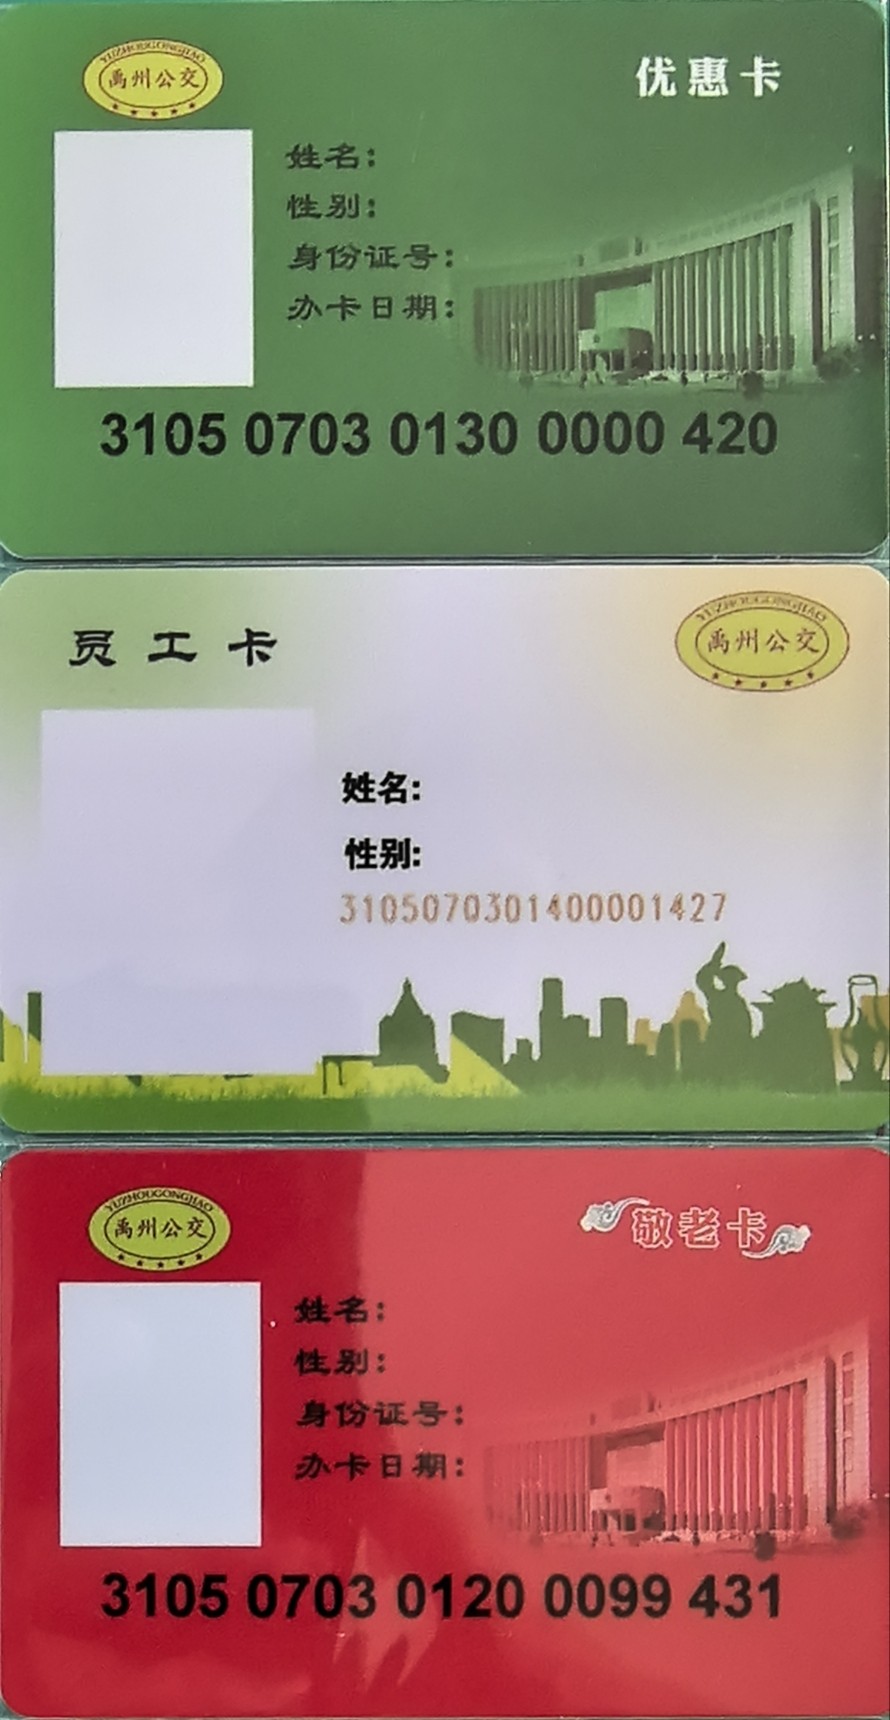 YUZHOUGONGJIAO
禹州公交
优惠卡
姓名:
性别:
身份证号:
办卡日期:
3105 0703 0130 0000 420
员工卡
YUZHOUGONGJIAO
禹州公交
姓名:
性别:
3105070301400001427
YUZHOUGONGJIAO
禹州公交
敬老卡
姓名:
性别:
身份证号:
办卡日期:
3105 0703 0120 0099 431